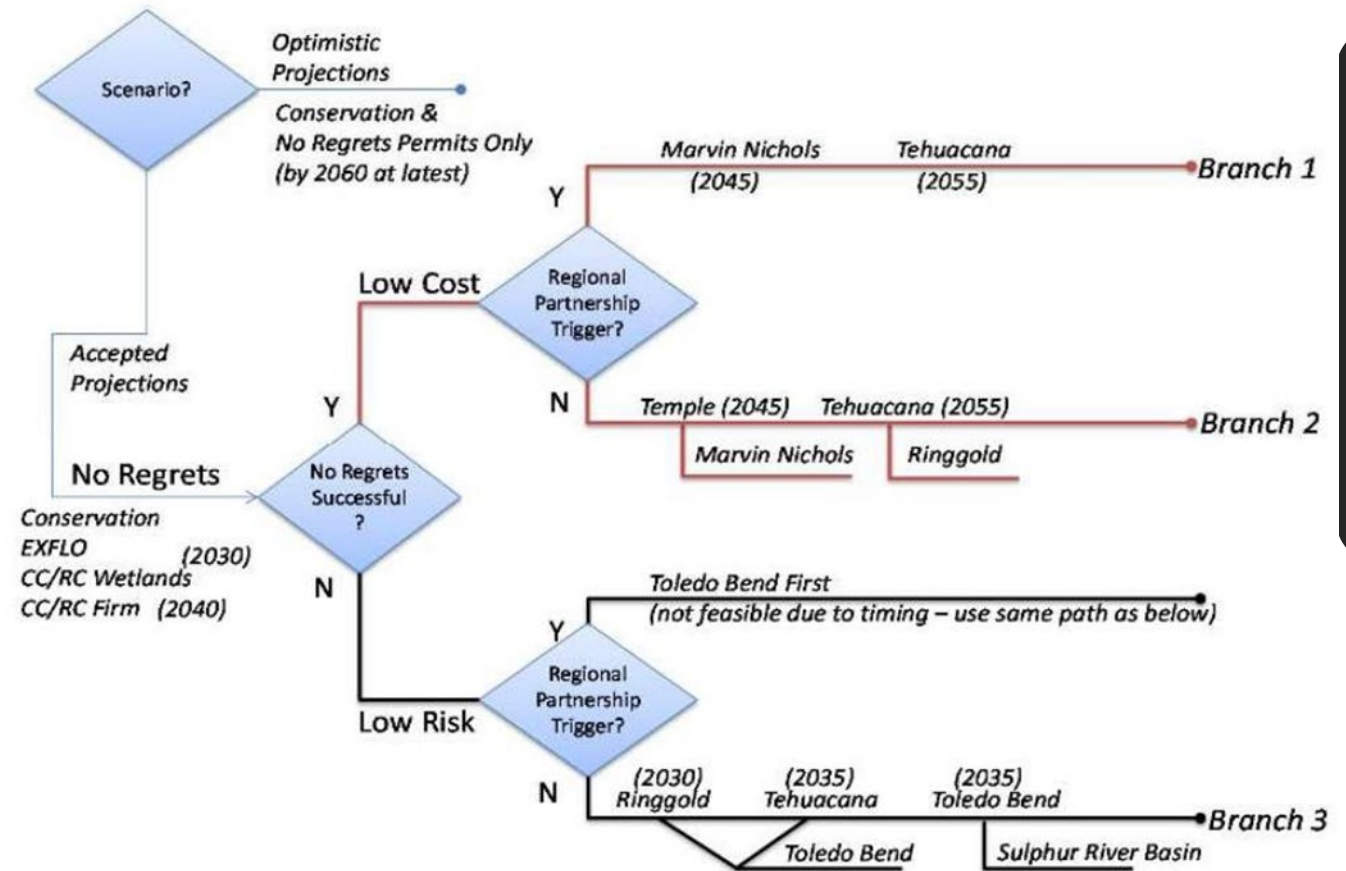 Scenario?
Optimistic
Projections
Conservation &
No Regrets Permits Only
(by 2060 at latest)
Accepted
Projections
No Regrets
Conservation
EXFLO
(2030)
CC/RC Wetlands
CC/RC Firm (2040)
No Regrets
Successful
?
Y
Low Cost
Regional
Partnership
Trigger?
Y
Marvin Nichols
(2045)
Tehuacana
(2055)
Branch 1
N
Temple (2045)
Tehuacana (2055)
Branch 2
Marvin Nichols
Ringgold
N
Low Risk
Regional
Partnership
Trigger?
Y
Toledo Bend First
(not feasible due to timing – use same path as below)
N
(2030)
Ringgold
(2035)
Tehuacana
(2035)
Toledo Bend
Branch 3
Toledo Bend
Sulphur River Basin